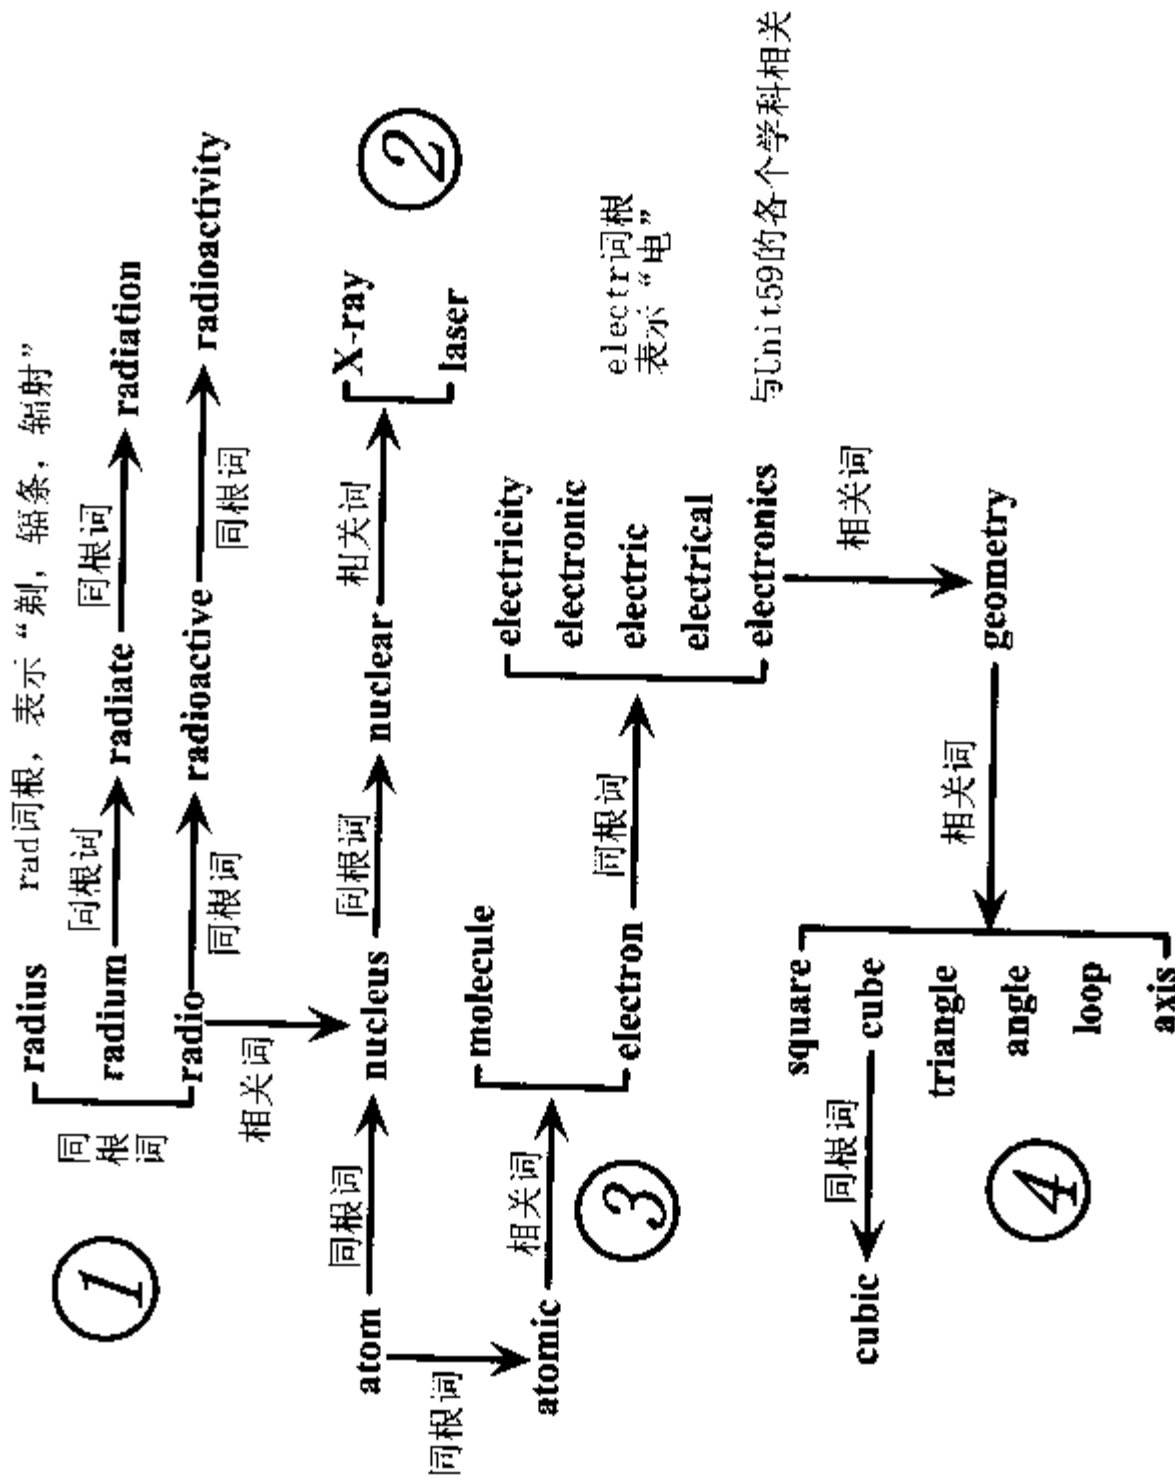 radius rad词根，表示“剃，辐条，辐射”
同根词
radium 同根词 radiate 同根词 radiation
radio 同根词 radioactive 同根词 radioactivity
1
相关词
atom 同根词 nucleus 同根词 nuclear 相关词
X-ray
laser
2
同根词
atomic 相关词
molecule
electron 同根词
3
electricity
electronic
electric
electrical
electronics
electr词根
表示“电”
与Unit59的各个学科相关
相关词
geometry
相关词
square
cube
triangle
angle
loop
axis
同根词
cubic
4